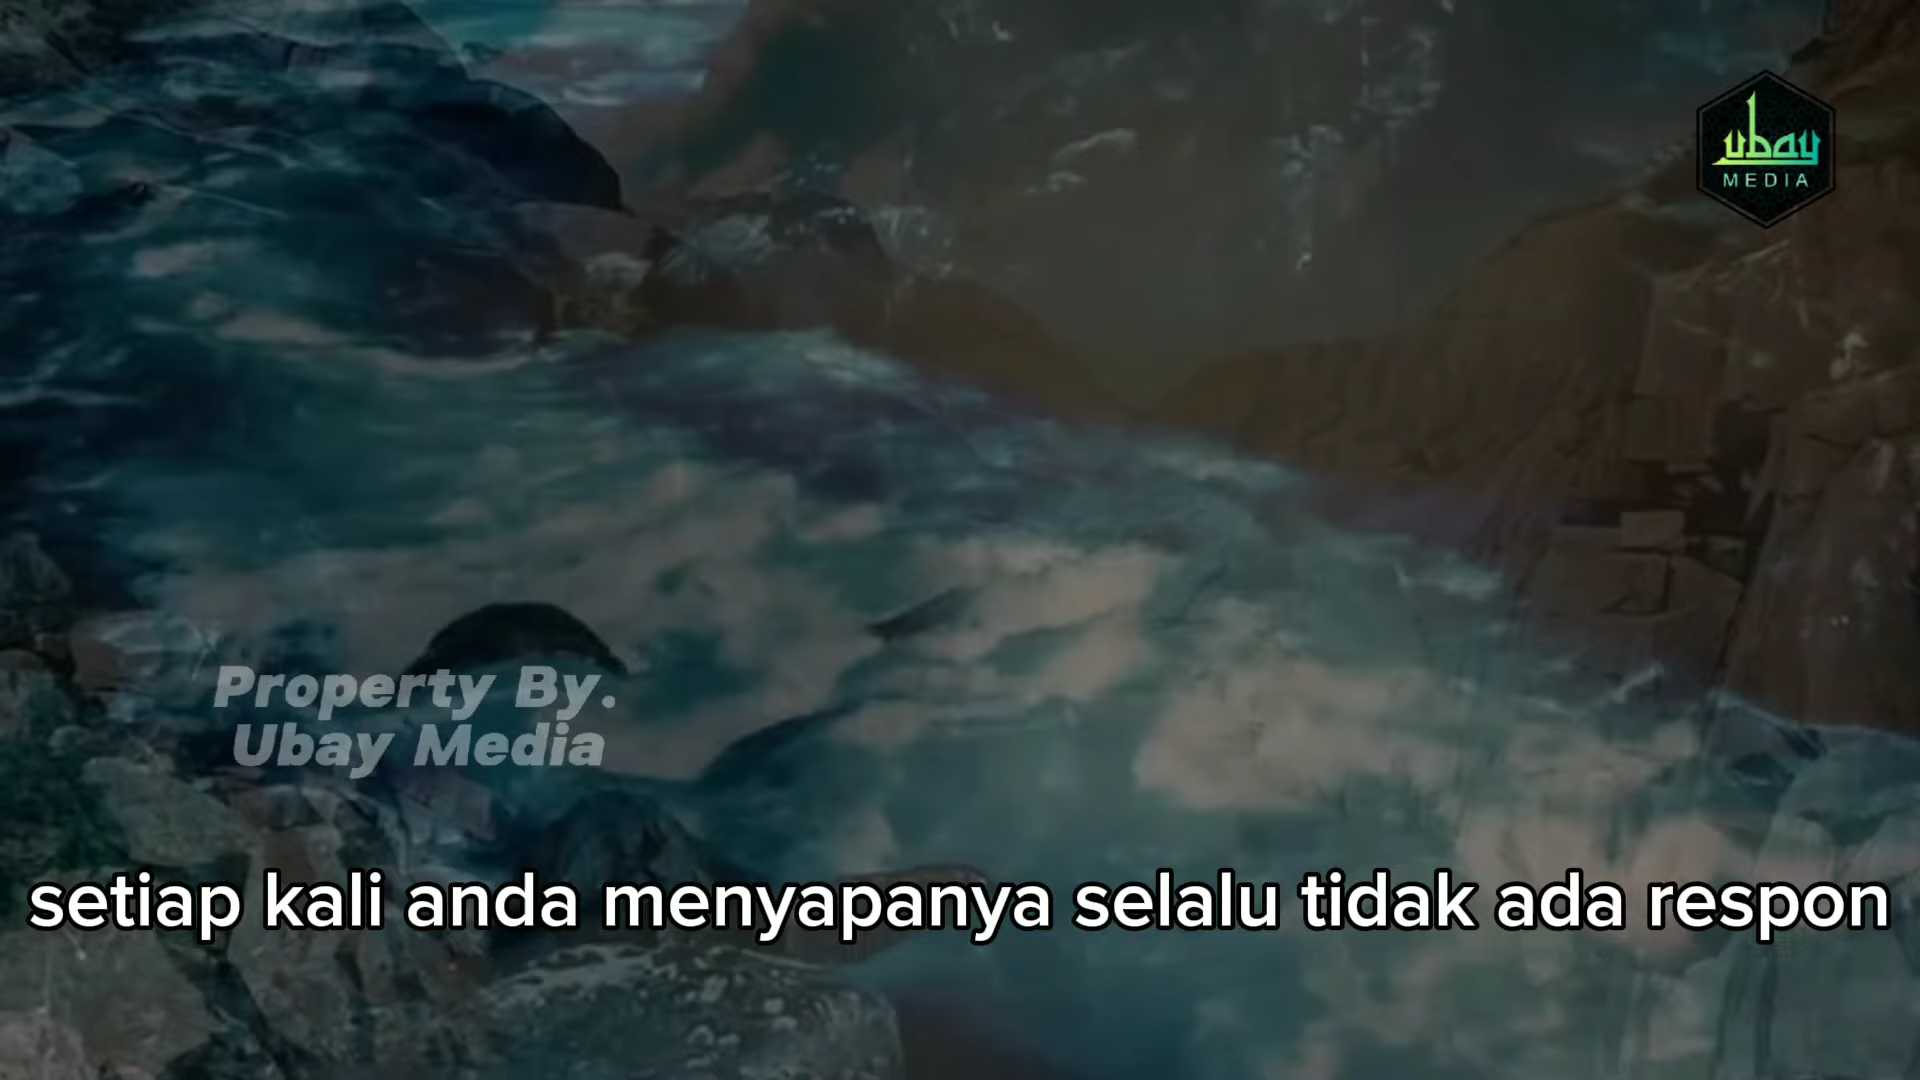 ubay
MEDIA
Property By.
Ubay Media
setiap kali anda menyapanya selalu tidak ada respon